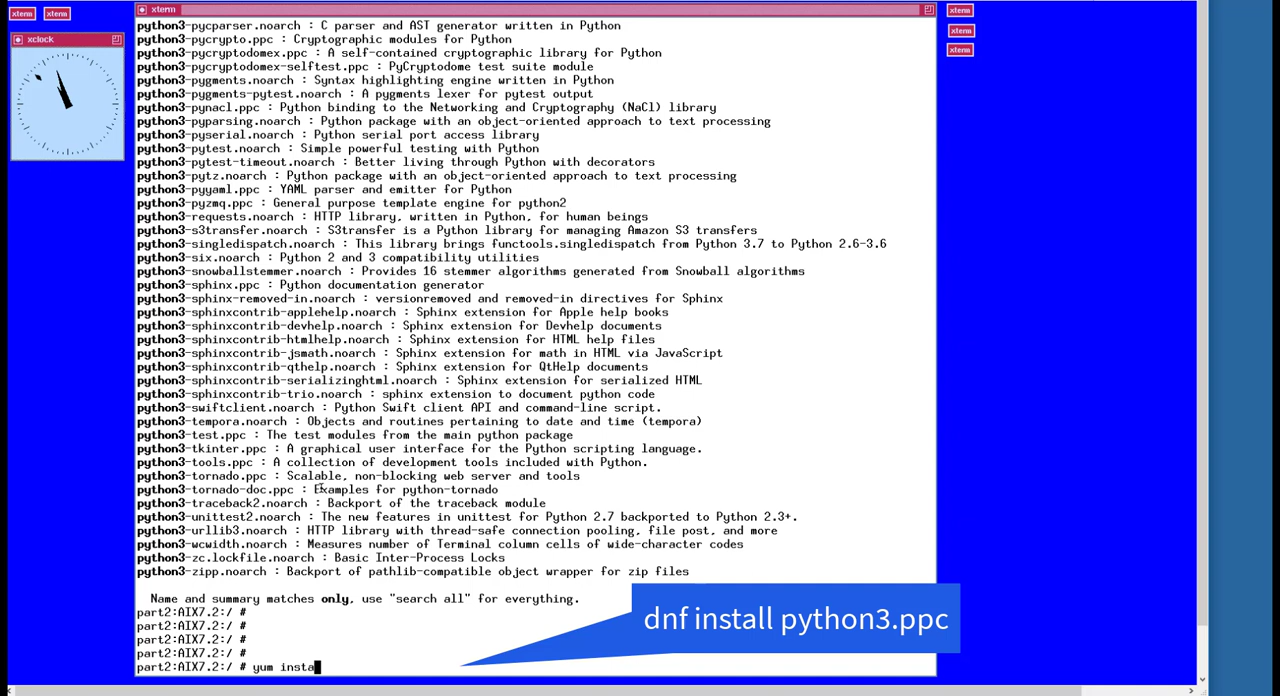 xterm
xterm
xclock
xterm
python3-pycparser.noarch : C parser and AST generator written in Python
python3-pycrypto.ppc : Cryptographic modules for Python
python3-pycryptodomex.ppc : A self-contained cryptographic library for Python
python3-pycryptodomex-selftest.ppc : PyCryptodome test suite module
python3-pygments.noarch : Syntax highlighting engine written in Python
python3-pygments-pytest.noarch : A pygments lexer for pytest output
python3-pynacl.ppc : Python binding to the Networking and Cryptography (NaCl) library
python3-pyparsing.noarch : Python package with an object-oriented approach to text processing
python3-pyserial.noarch : Python serial port access library
python3-pytest.noarch : Simple powerful testing with Python
python3-pytest-timeout.noarch : Better living through Python with decorators
python3-pytz.noarch : Python package with an object-oriented approach to text processing
python3-pyyaml.ppc : YAML parser and emitter for Python
python3-pyzmq.ppc : General purpose template engine for python2
python3-requests.noarch : HTTP library, written in Python, for human beings
python3-s3transfer.noarch : S3transfer is a Python library for managing Amazon S3 transfers
python3-singledispatch.noarch : This library brings functools.singledispatch from Python 3.7 to Python 2.6-3.6
python3-six.noarch : Python 2 and 3 compatibility utilities
python3-snowballstemmer.noarch : Provides 16 stemmer algorithms generated from Snowball algorithms
python3-sphinx.ppc : Python documentation generator
python3-sphinx-removed-in.noarch : versionremoved and removed-in directives for Sphinx
python3-sphinxcontrib-applehelp.noarch : Sphinx extension for Apple help books
python3-sphinxcontrib-devhelp.noarch : Sphinx extension for Devhelp documents
python3-sphinxcontrib-htmlhelp.noarch : Sphinx extension for HTML help files
python3-sphinxcontrib-jsmath.noarch : Sphinx extension for math in HTML via JavaScript
python3-sphinxcontrib-qthelp.noarch : Sphinx extension for QtHelp documents
python3-sphinxcontrib-serializinghtml.noarch : Sphinx extension for serialized HTML
python3-sphinxcontrib-trio.noarch : sphinx extension to document python code
python3-swiftclient.noarch : Python Swift client API and command-line script.
python3-tempora.noarch : Objects and routines pertaining to date and time (tempora)
python3-test.ppc : The test modules from the main python package
python3-tkinter.ppc : A graphical user interface for the Python scripting language.
python3-tools.ppc : A collection of development tools included with Python.
python3-tornado.ppc : Scalable, non-blocking web server and tools
python3-tornado-doc.ppc : Examples for python-tornado
python3-traceback2.noarch : Backport of the traceback module
python3-unittest2.noarch : The new features in unittest for Python 2.7 backported to Python 2.3+.
python3-urllib3.noarch : HTTP library with thread-safe connection pooling, file post, and more
python3-wcwidth.noarch : Measures number of Terminal column cells of wide-character codes
python3-zc.lockfile.noarch : Basic Inter-Process Locks
python3-zipp.noarch : Backport of pathlib-compatible object wrapper for zip files
Name and summary matches only, use "search all" for everything.
part2:AIX7.2:/ #
part2:AIX7.2:/ #
part2:AIX7.2:/ #
part2:AIX7.2:/ #
part2:AIX7.2:/ # yum insta
dnf install python3.ppc
xterm
xterm
xterm